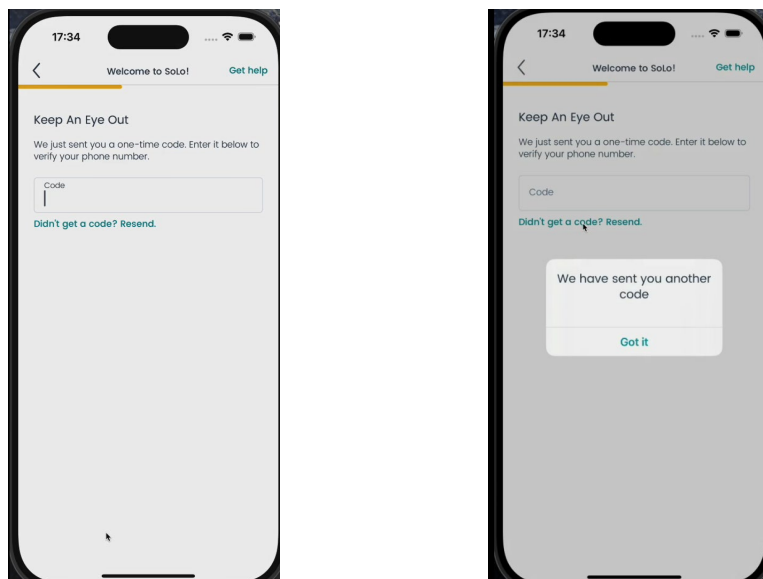 17:34
Welcome to SoLo!
Get help
Keep An Eye Out
We just sent you a one-time code. Enter it below to
verify your phone number.
Code
Didn't get a code? Resend.
17:34
Welcome to SoLo!
Get help
Keep An Eye Out
We just sent you a one-time code. Enter it below to
verify your phone number.
Code
Didn't get a code? Resend.
We have sent you another
code
Got it